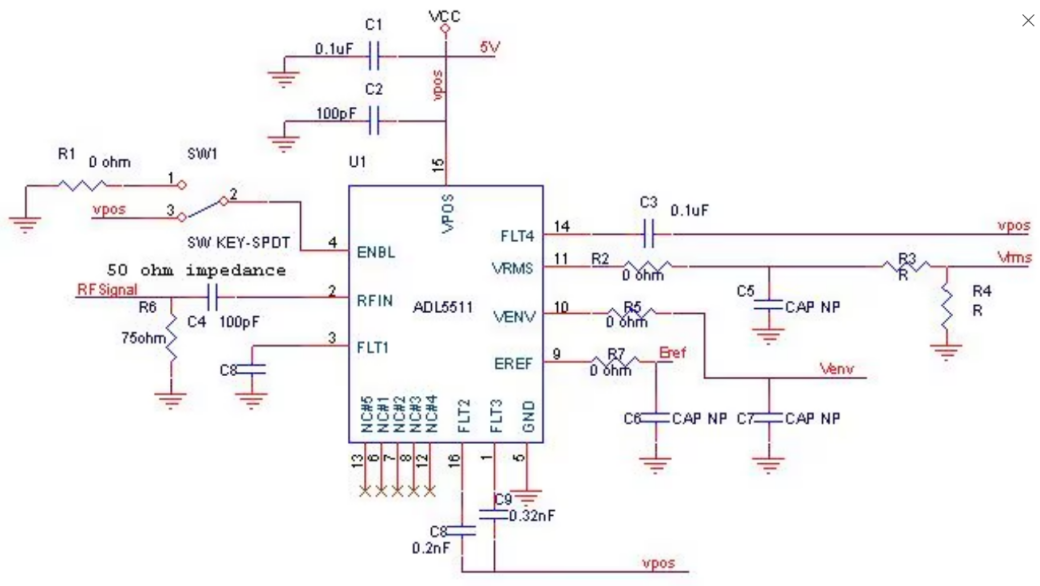 VCC
C1
0.1uF
5V
vpos
C2
100pF
R1
0 ohm
SW1
U1
15
1
2
vpos
3
SW KEY-SPDT
4
ENBL
VPOS
C3
0.1uF
FLT4
14
vpos
VRMS
11
R2
0 ohm
R3
R
Vrms
50 ohm impedance
RFSignal
2
RFIN
ADL5511
R6
C4
100pF
75ohm
C5
CAP NP
R4
R
VENV
10
R5
0 ohm
3
FLT1
C8
EREF
9
R7
0 ohm
Eref
Venv
NC#5
NC#1
NC#2
NC#3
NC#4
FLT2
FLT3
GND
C6
CAP NP
C7
CAP NP
13
6
7
8
12
16
1
5
C9
0.32nF
C8
0.2nF
vpos